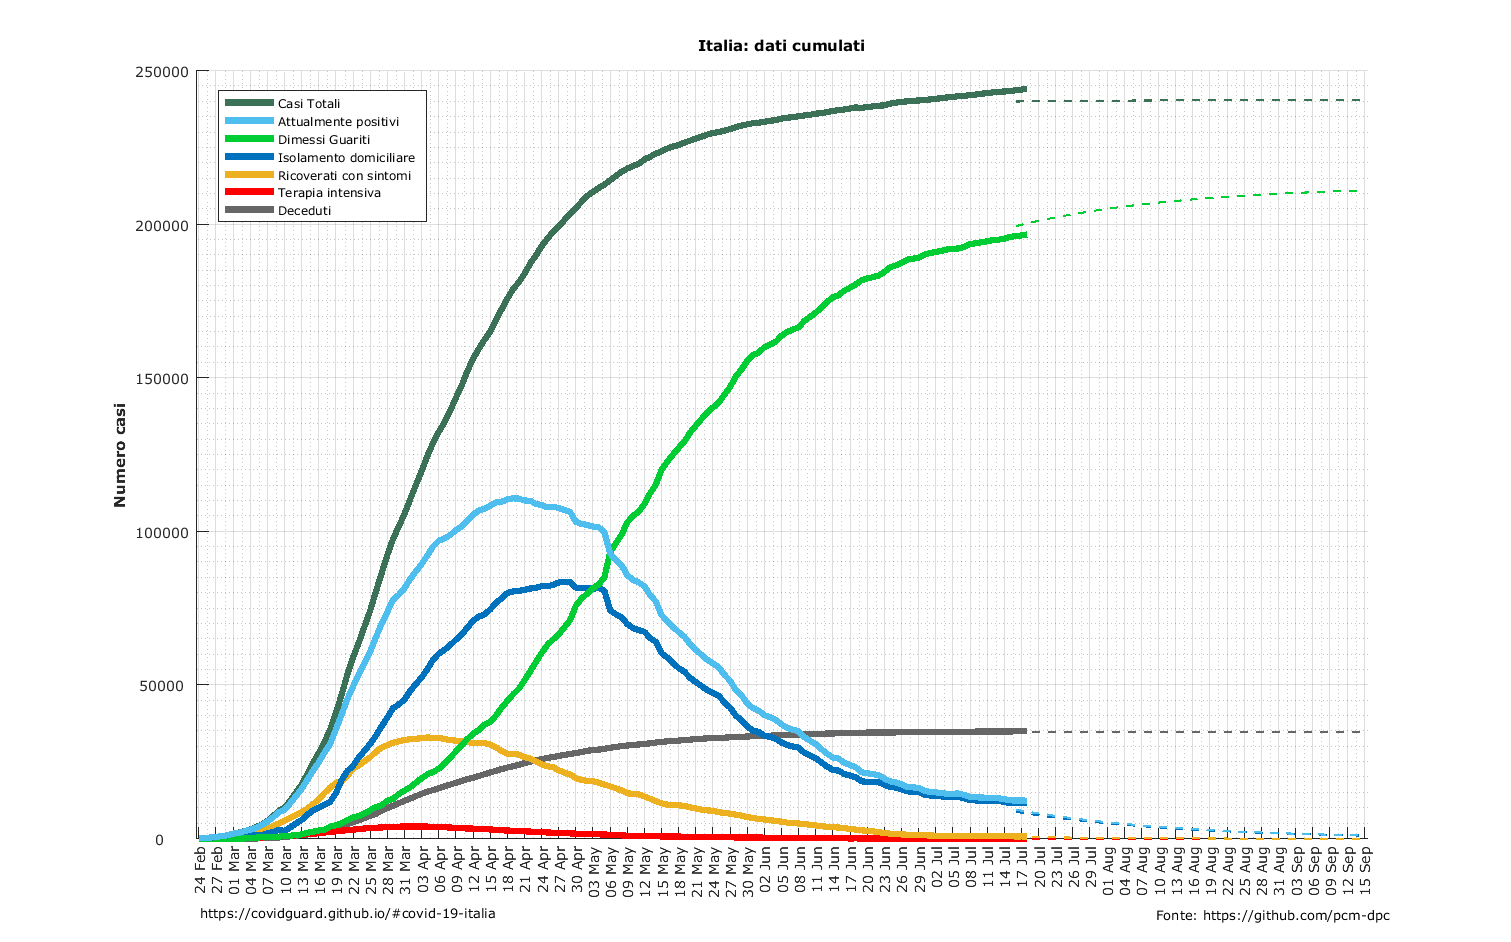 Italia: dati cumulati
250000
200000
150000
100000
50000
0
Numero casi
Casi Totali
Attualmente positivi
Dimessi Guariti
Isolamento domiciliare
Ricoverati con sintomi
Terapia intensiva
Deceduti
24 Feb
27 Feb
01 Mar
04 Mar
07 Mar
10 Mar
13 Mar
16 Mar
19 Mar
22 Mar
25 Mar
28 Mar
31 Mar
03 Apr
06 Apr
09 Apr
12 Apr
15 Apr
18 Apr
21 Apr
24 Apr
27 Apr
30 Apr
03 May
06 May
09 May
12 May
15 May
18 May
21 May
24 May
27 May
30 May
02 Jun
05 Jun
08 Jun
11 Jun
14 Jun
17 Jun
20 Jun
23 Jun
26 Jun
29 Jun
02 Jul
05 Jul
08 Jul
11 Jul
14 Jul
17 Jul
20 Jul
23 Jul
26 Jul
29 Jul
01 Aug
04 Aug
07 Aug
10 Aug
13 Aug
16 Aug
19 Aug
22 Aug
25 Aug
28 Aug
31 Aug
03 Sep
06 Sep
09 Sep
12 Sep
15 Sep
https://covidguard.github.io/#covid-19-italia
Fonte: https://github.com/pcm-dpc